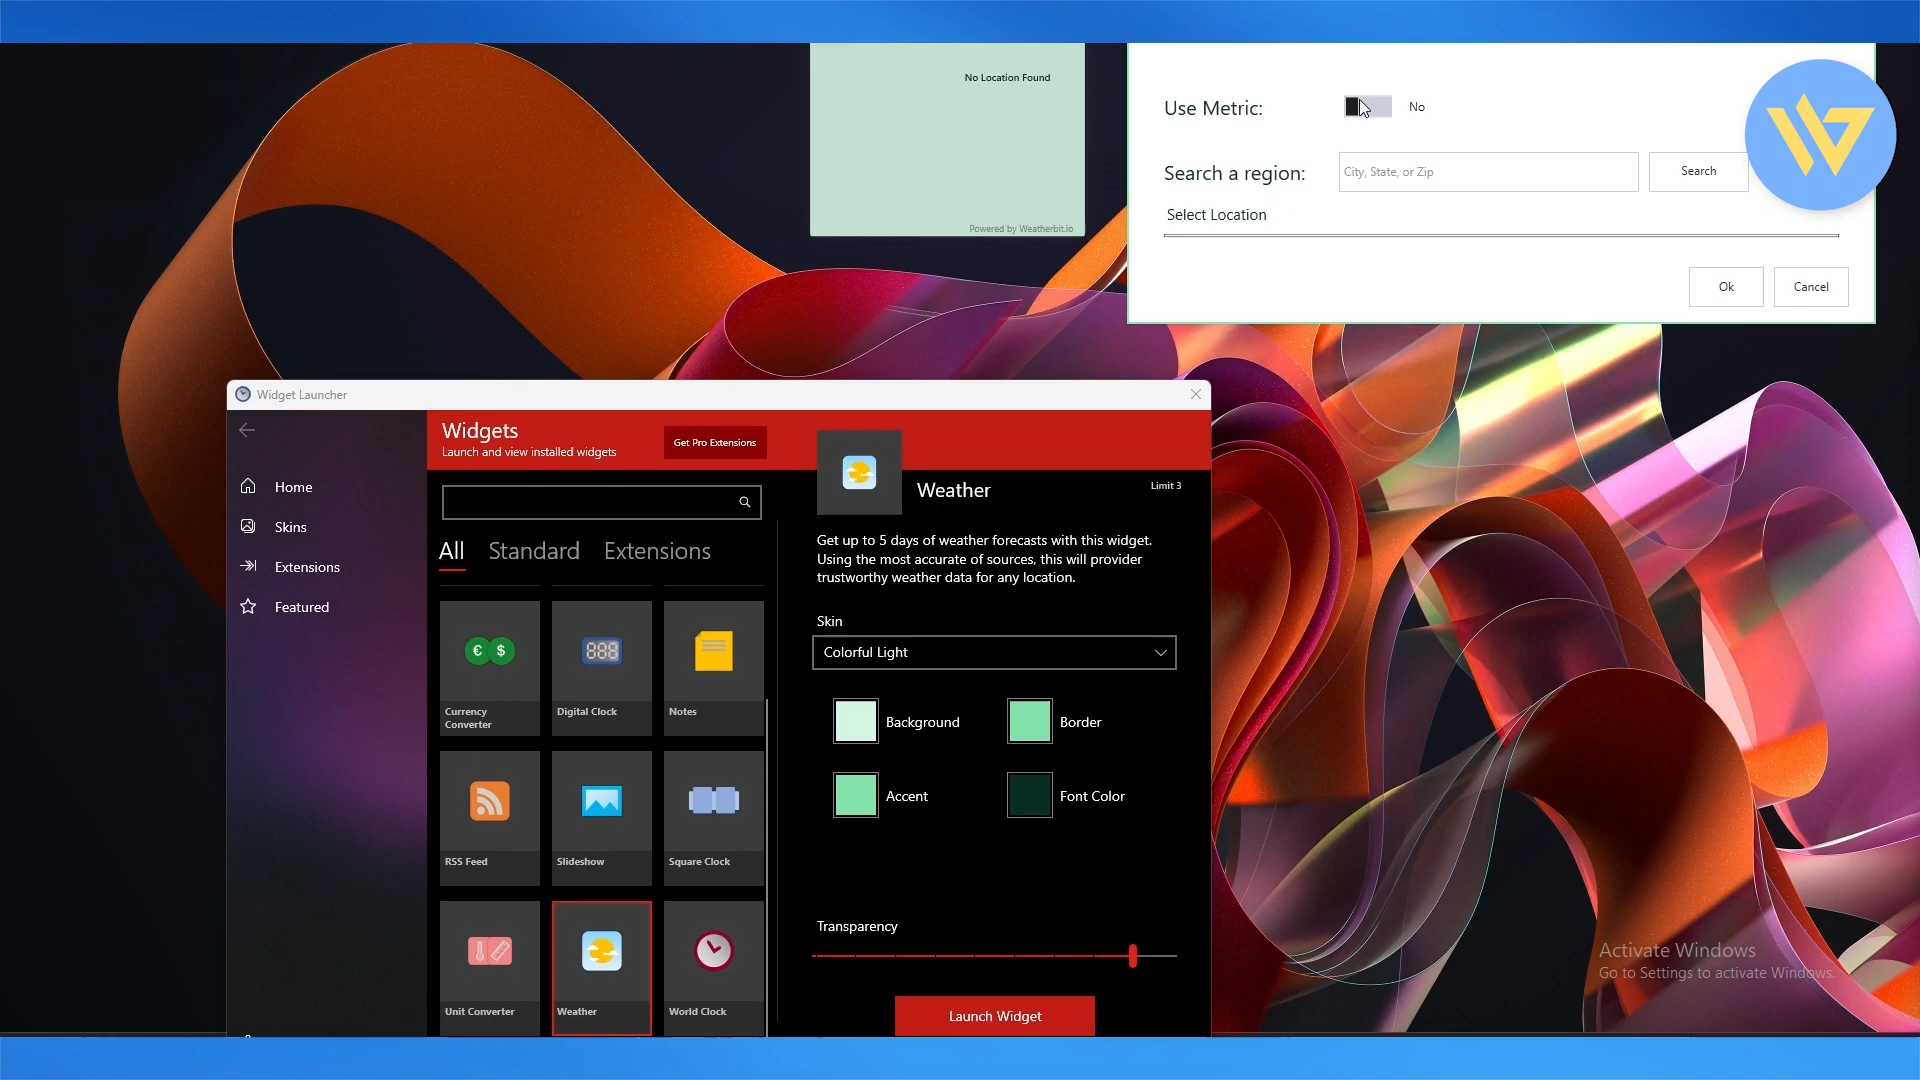 No Location Found
Powered by Weatherbit.io
Use Metric:
No
Search a region:
City, State, or Zip
Search
Select Location
Ok
Cancel
Widget Launcher
Home
Skins
Extensions
Featured
Widgets
Launch and view installed widgets
Get Pro Extensions
All
Standard
Extensions
Currency
Converter
Digital Clock
Notes
RSS Feed
Slideshow
Square Clock
Unit Converter
Weather
World Clock
Weather
Limit 3
Get up to 5 days of weather forecasts with this widget.
Using the most accurate of sources, this will provider
trustworthy weather data for any location.
Skin
Colorful Light
Background
Border
Accent
Font Color
Transparency
Launch Widget
Activate Windows
Go to Settings to activate Windows.